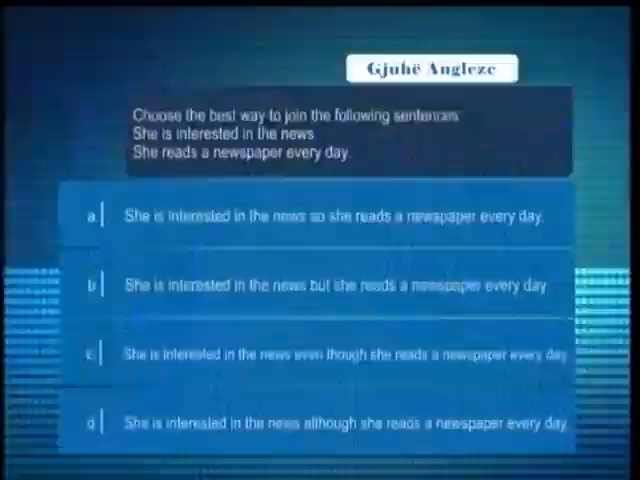 Gjuhë Angleze
Choose the best way to join the following sentences
She is interested in the news
She reads a newspaper every day.
a She is interested in the news so she reads a newspaper every day.
b She is interested in the news but she reads a newspaper every day
c She is interested in the news even though she reads a newspaper every day
d She is interested in the news although she reads a newspaper every day